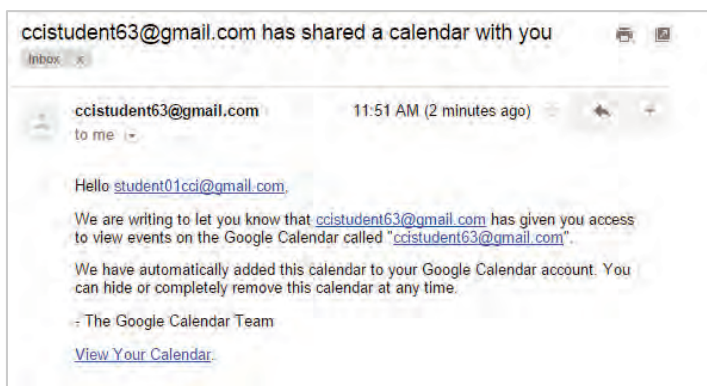 ccistudent63@gmail.com has shared a calendar with you
Inbox x
ccistudent63@gmail.com 11:51 AM (2 minutes ago)
to me
Hello student01cci@gmail.com,
We are writing to let you know that ccistudent63@gmail.com has given you access
to view events on the Google Calendar called "ccistudent63@gmail.com".
We have automatically added this calendar to your Google Calendar account. You
can hide or completely remove this calendar at any time.
- The Google Calendar Team
View Your Calendar.